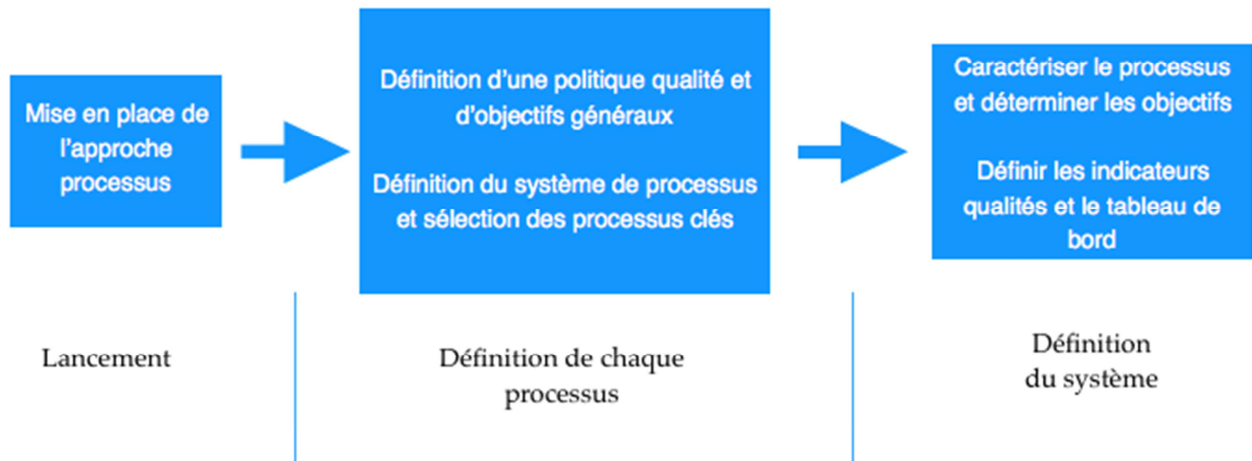 Mise en place de
l'approche
processus
Définition d'une politique qualité et
d'objectifs généraux
Définition du système de processus
et sélection des processus clés
Caractériser le processus
et déterminer les objectifs
Définir les indicateurs
qualités et le tableau de
bord
Lancement
Définition de chaque
processus
Définition
du système